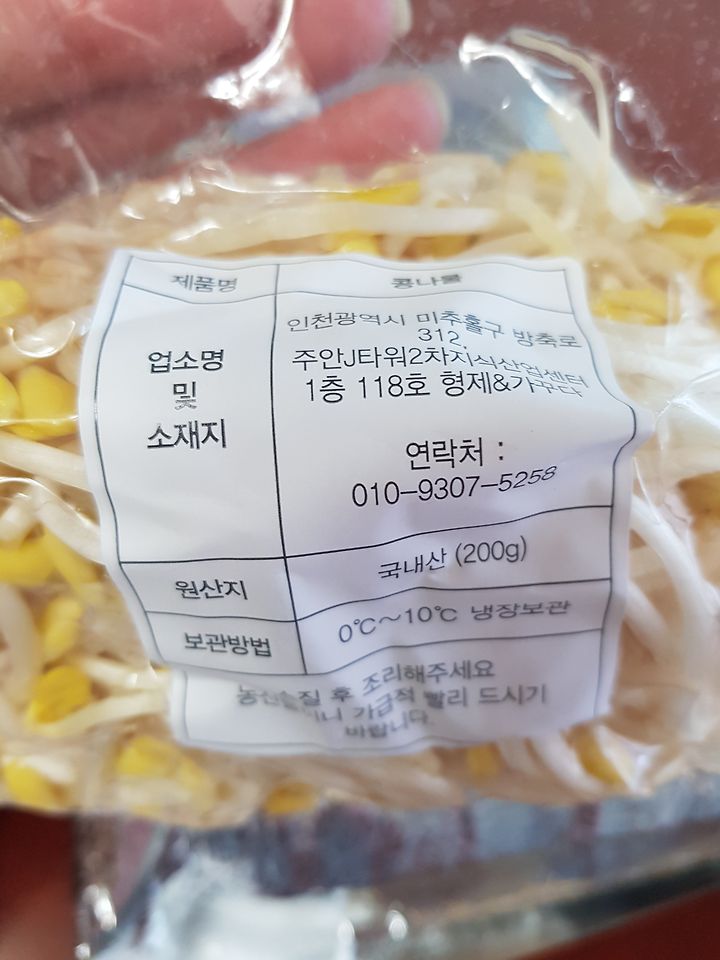 제품명 콩나물
업소명
및
소재지
인천광역시 미추홀구 방축로
312,
주안J타워2차지식산업센터
1층 118호 형제&가꾸다
연락처 :
010-9307-5258
원산지 국내산 (200g)
보관방법 0℃~10℃ 냉장보관
후 조리해주세요
가급적 빨리 드시기
바랍니다.